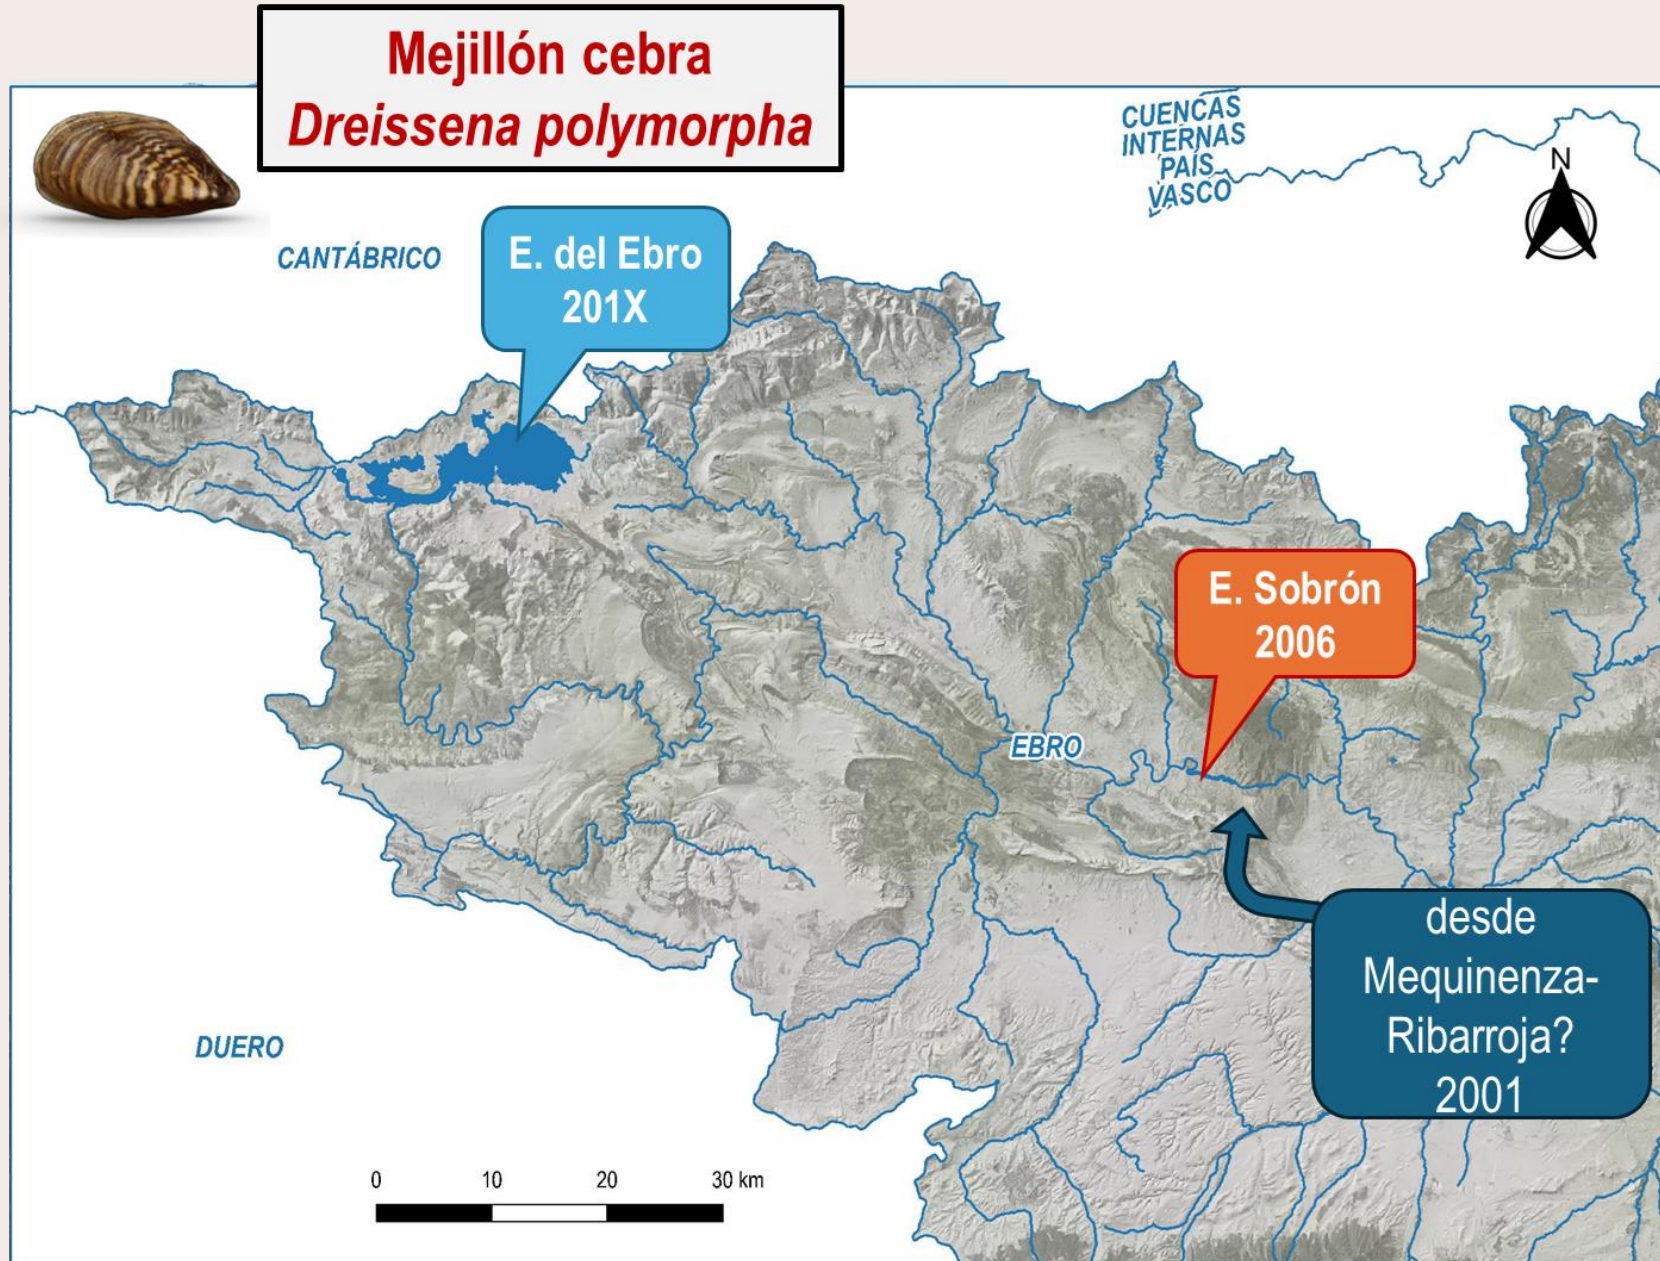 Mejillón cebra
Dreissena polymorpha
CUENCAS
INTERNAS
PAÍS
VASCO
N
CANTÁBRICO
E. del Ebro
201X
E. Sobrón
2006
EBRO
desde
Mequinenza-
Ribarroja?
2001
DUERO
0 10 20 30 km